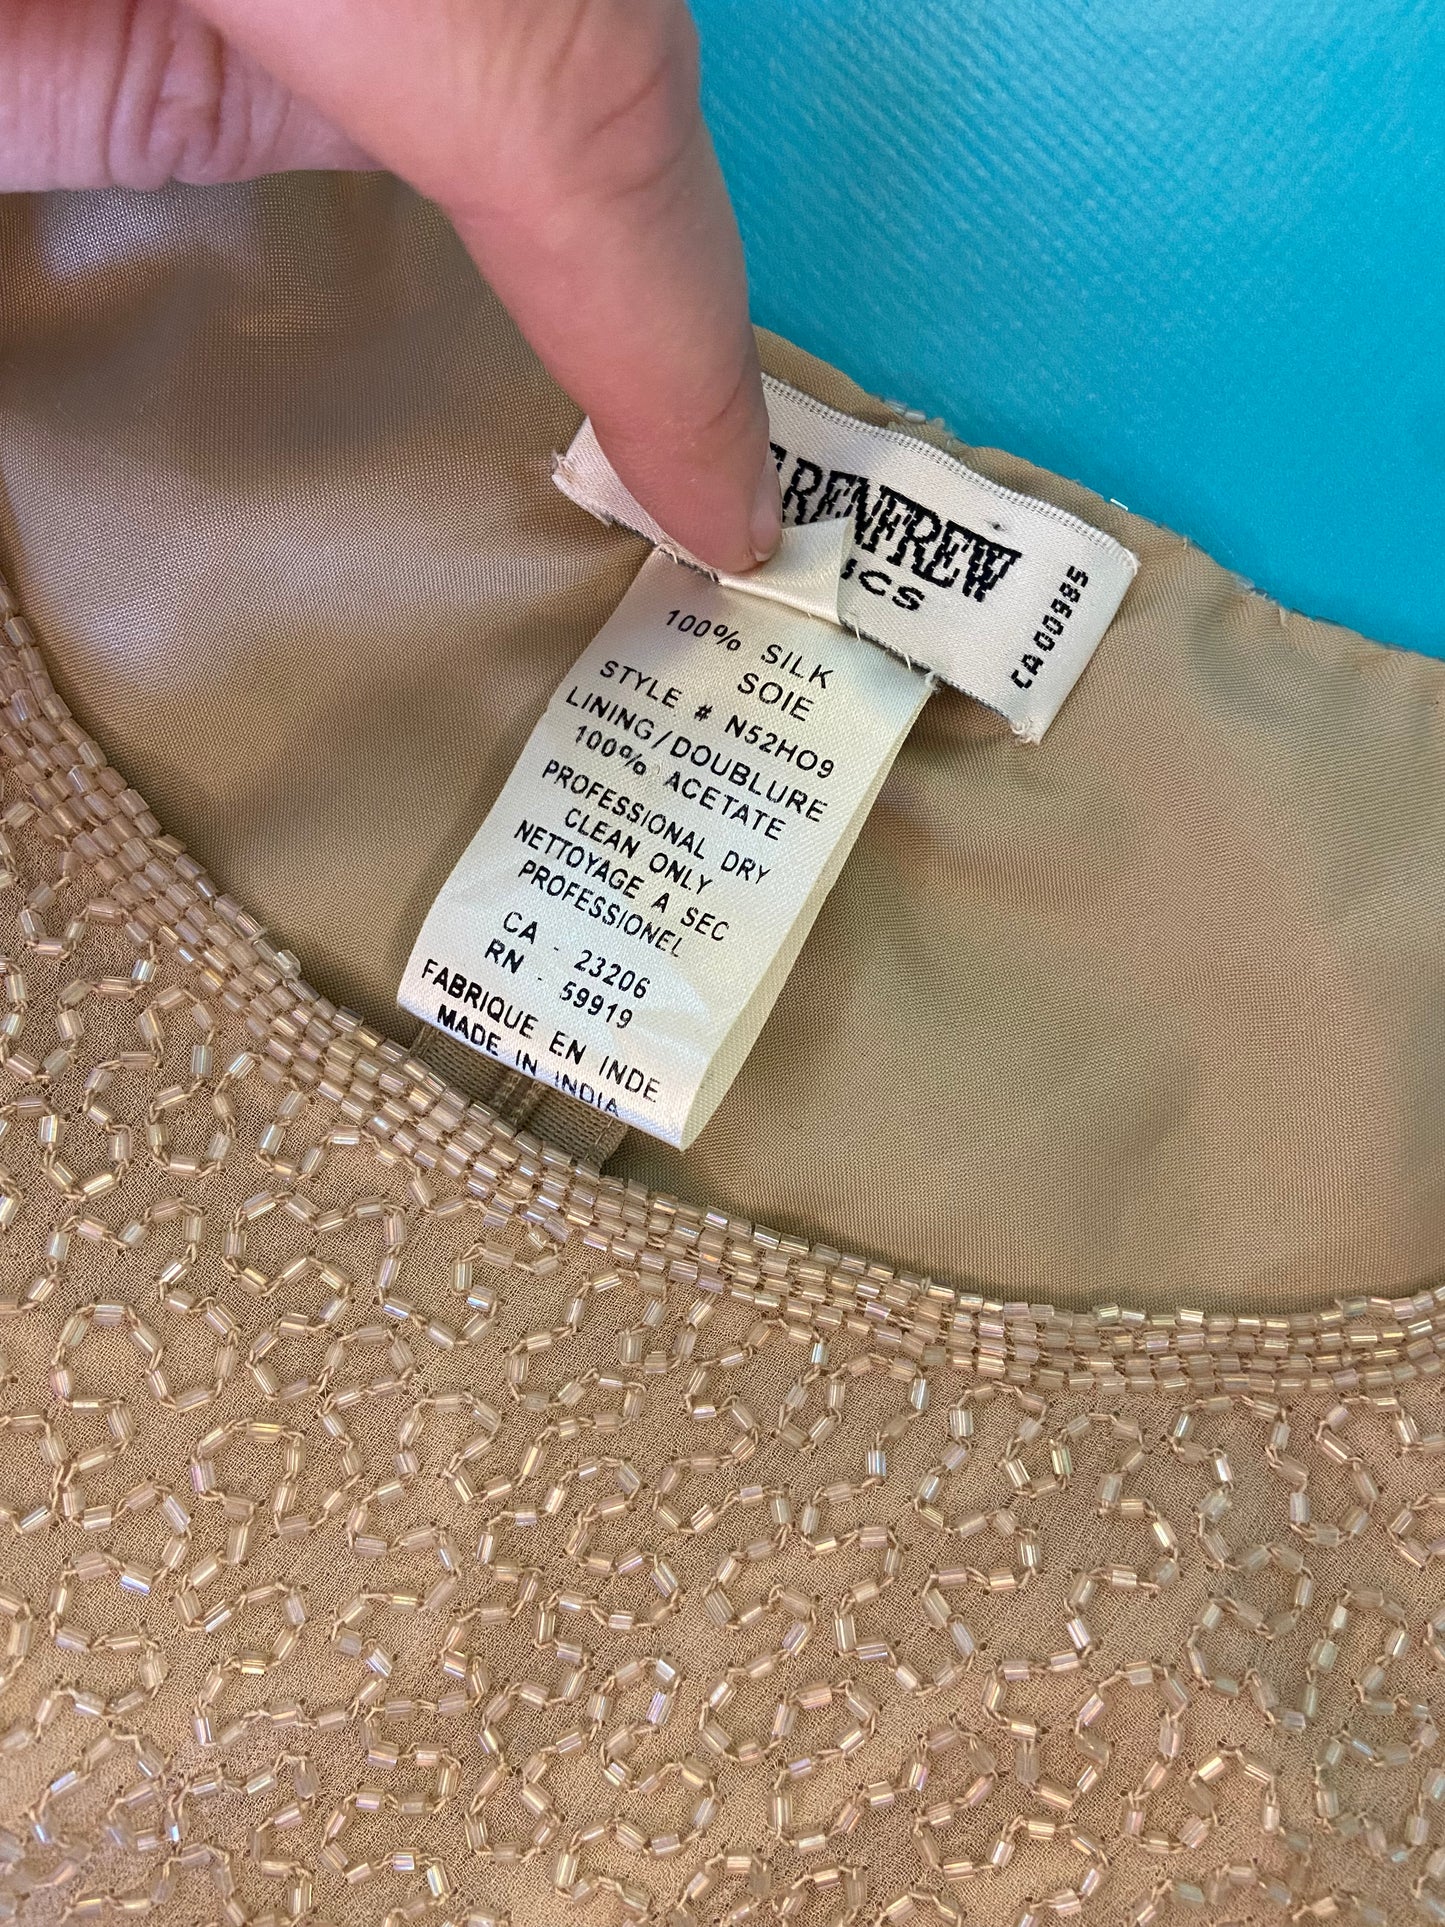 RENFREW
CA00985
100% SILK
SOIE
STYLE # N52HO9
LINING/DOUBLURE
100% ACETATE
PROFESSIONAL DRY
CLEAN ONLY
NETTOYAGE A SEC
PROFESSIONEL
CA - 23206
RN - 59919
FABRIQUE EN INDE
MADE IN INDIA